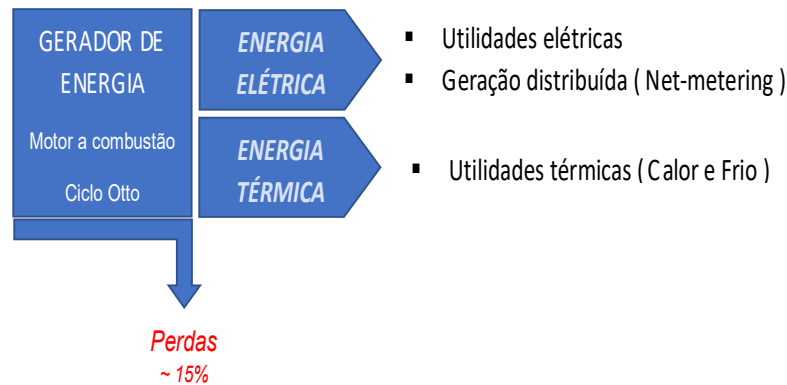 GERADOR DE
ENERGIA
Motor a combustão
Ciclo Otto
ENERGIA
ELÉTRICA
▪ Utilidades elétricas
▪ Geração distribuída ( Net-metering )
ENERGIA
TÉRMICA
▪ Utilidades térmicas ( Calor e Frio )
Perdas
~ 15%